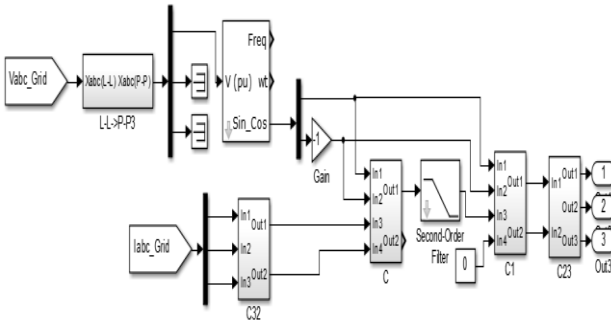 Vabc_Grid
Xabc(L-L) Xabc(P-P)
L-L->P-P3
Freq
V (pu) wt
Sin_Cos
-1
Gain
Iabc_Grid
In1
In2
In3
Out1
Out2
C32
In1
In2
In3
In4
Out1
Out2
C
Second-Order
Filter
0
In1
In2
In3
In4
Out1
Out2
C1
In1
In2
Out1
Out2
Out3
C23
1
2
3
Out3